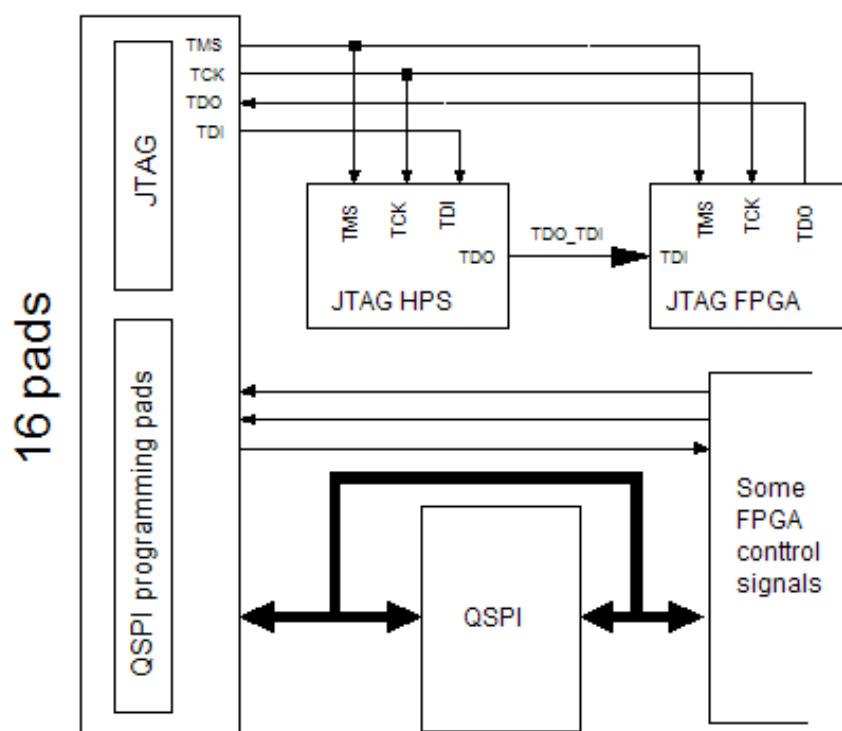 16 pads
JTAG
QSPI programming pads
TMS
TCK
TDO
TDI
TMS
TCK
TDI
TDO
JTAG HPS
TDO_TDI
TMS
TCK
TDO
TDI
JTAG FPGA
QSPI
Some
FPGA
conttrol
signals